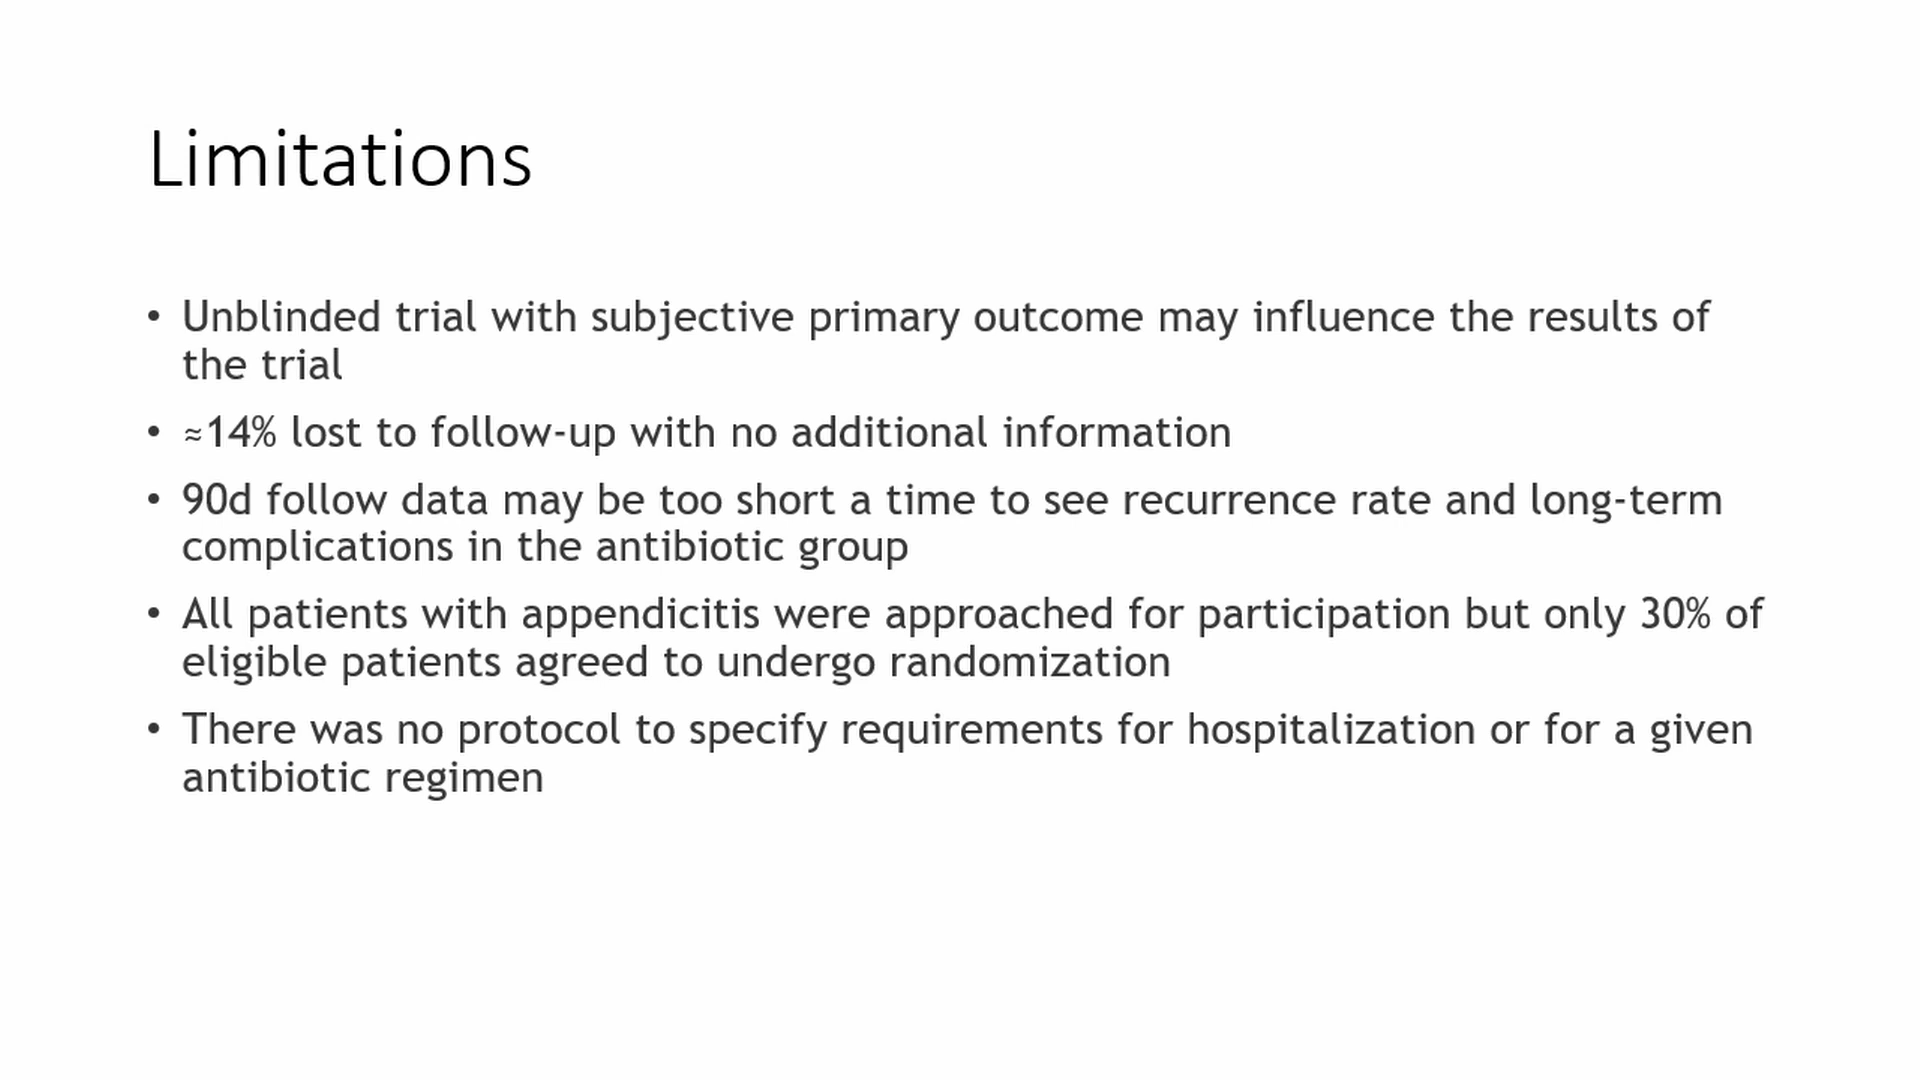 Limitations
• Unblinded trial with subjective primary outcome may influence the results of
the trial
• ≈14% lost to follow-up with no additional information
• 90d follow data may be too short a time to see recurrence rate and long-term
complications in the antibiotic group
• All patients with appendicitis were approached for participation but only 30% of
eligible patients agreed to undergo randomization
• There was no protocol to specify requirements for hospitalization or for a given
antibiotic regimen